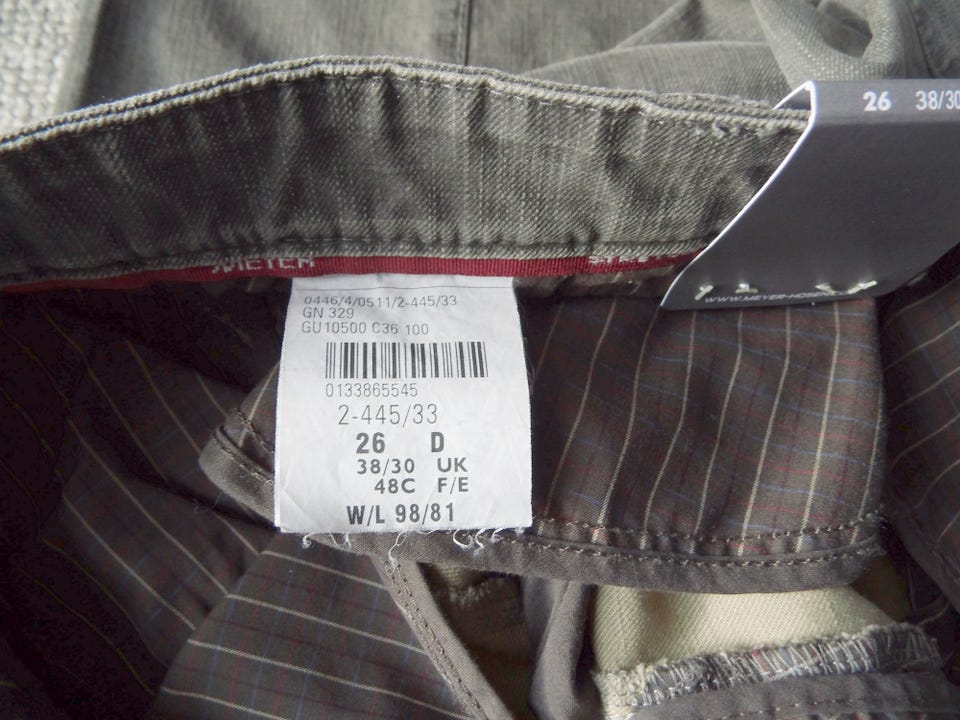 26 38/30
MEYER
WWW.MEYER-HOSEN.
0446/4/0511/2-445/33
GN 329
GU10500 C36 100
0133865545
2-445/33
26 D
38/30 UK
48C F/E
W/L 98/81